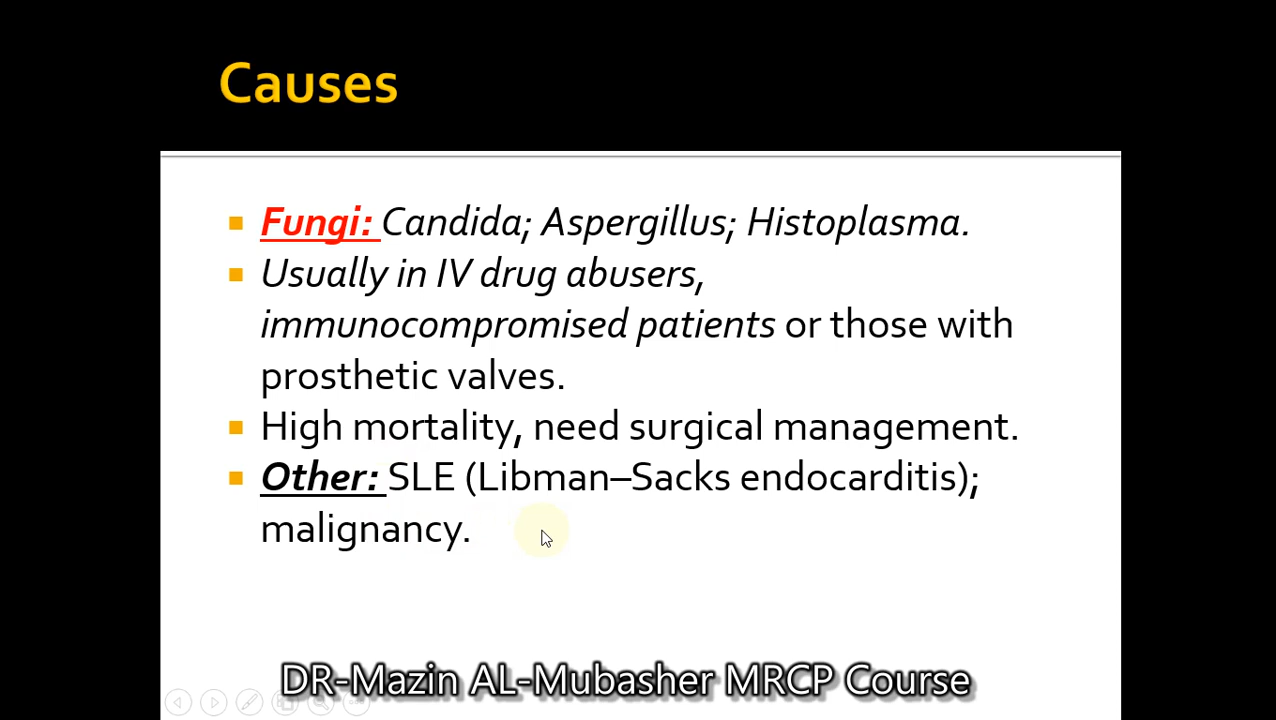 Causes
Fungi: Candida; Aspergillus; Histoplasma.
Usually in IV drug abusers,
immunocompromised patients or those with
prosthetic valves.
High mortality, need surgical management.
Other: SLE (Libman–Sacks endocarditis);
malignancy.
DR-Mazin AL-Mubasher MRCP Course